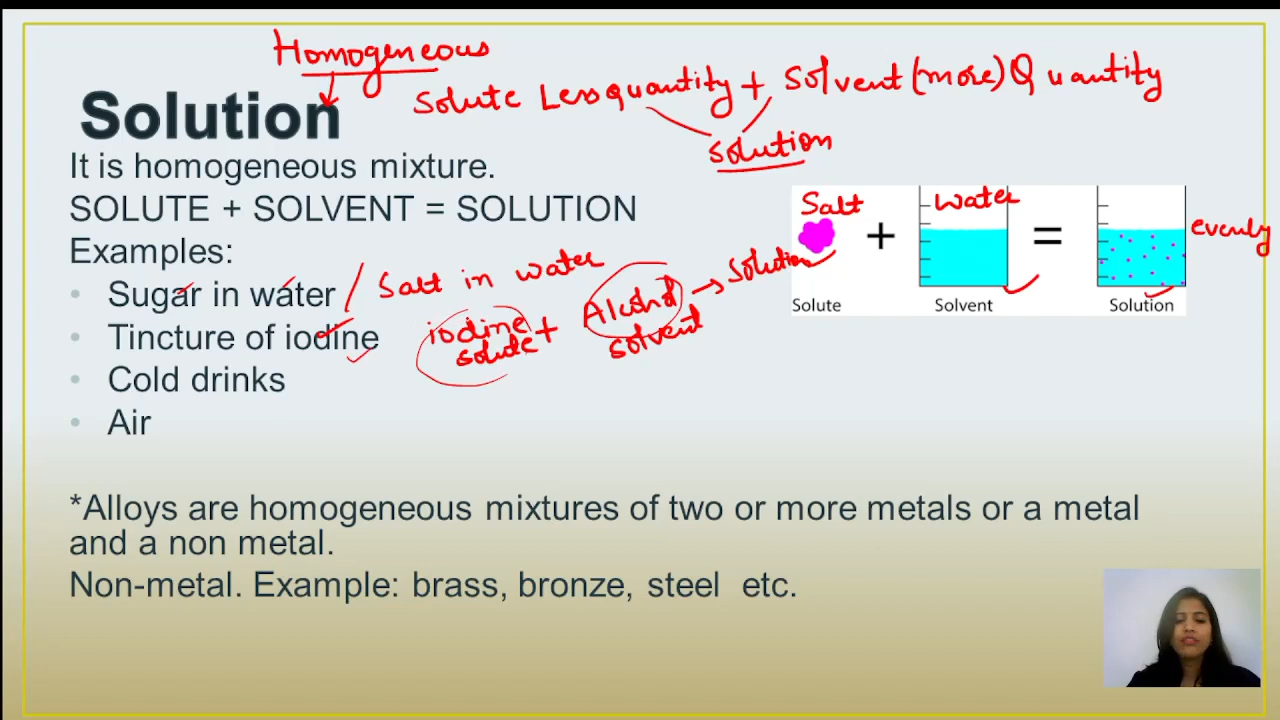 Homogeneous
Solute Less quantity + Solvent (more) Quantity
Solution
solution
It is homogeneous mixture.
SOLUTE + SOLVENT = SOLUTION
Examples:
• Sugar in water / Salt in water
• Tincture of iodine
iodine + Alcohol → Solution
solute solvent
• Cold drinks
• Air
Salt + water = evenly
Solute Solvent Solution
*Alloys are homogeneous mixtures of two or more metals or a metal
and a non metal.
Non-metal. Example: brass, bronze, steel etc.